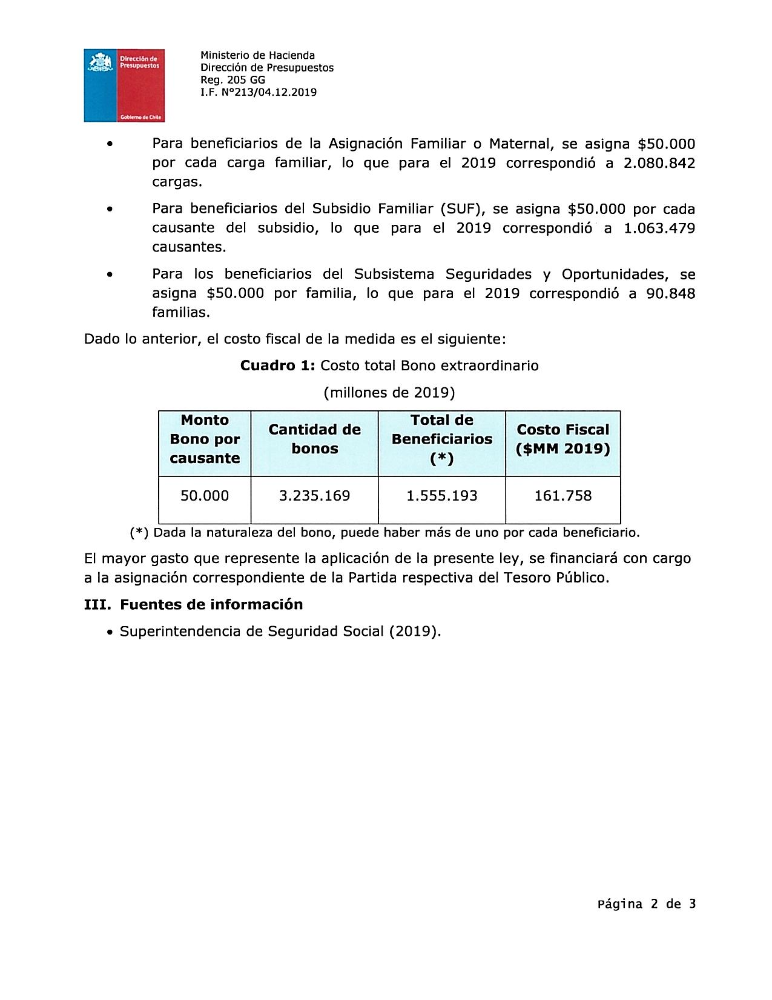 Dirección de
Presupuestos
Gobierno de Chile
Ministerio de Hacienda
Dirección de Presupuestos
Reg. 205 GG
I.F. N°213/04.12.2019
• Para beneficiarios de la Asignación Familiar o Maternal, se asigna $50.000
por cada carga familiar, lo que para el 2019 correspondió a 2.080.842
cargas.
• Para beneficiarios del Subsidio Familiar (SUF), se asigna $50.000 por cada
causante del subsidio, lo que para el 2019 correspondió a 1.063.479
causantes.
• Para los beneficiarios del Subsistema Seguridades y Oportunidades, se
asigna $50.000 por familia, lo que para el 2019 correspondió a 90.848
familias.
Dado lo anterior, el costo fiscal de la medida es el siguiente:
Cuadro 1: Costo total Bono extraordinario
(millones de 2019)
Monto
Bono por
causante
Cantidad de
bonos
Total de
Beneficiarios
(*)
Costo Fiscal
($MM 2019)
50.000 3.235.169 1.555.193 161.758
(*) Dada la naturaleza del bono, puede haber más de uno por cada beneficiario.
El mayor gasto que represente la aplicación de la presente ley, se financiará con cargo
a la asignación correspondiente de la Partida respectiva del Tesoro Público.
III. Fuentes de información
• Superintendencia de Seguridad Social (2019).
Página 2 de 3